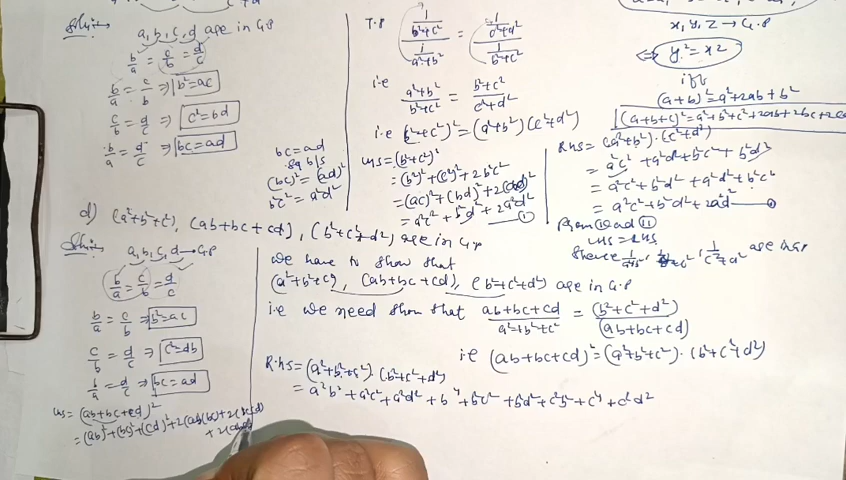 a, b, c, d are in G.P
b/a = c/b = d/c
b/a = c/b ⇒ b² = ac
c/b = d/c ⇒ c² = bd
b/a = d/c ⇒ bc = ad
bc = ad
sq b/s
(bc)² = (ad)²
b²c² = a²d²
T.P
1/(b²+c²) / 1/(a²+b²) = 1/(c²+d²) / 1/(b²+c²)
i.e (a²+b²)/(b²+c²) = (b²+c²)/(c²+d²)
i.e (b²+c²)² = (a²+b²)(c²+d²)
LHS = (b²+c²)²
= (b²)² + (c²)² + 2b²c²
= (ac)² + (bd)² + 2(ad)²
= a²c² + b²d² + 2a²d² — ①
x, y, z → G.P
⇔ y² = xz
(a+b)² = a²+2ab+b²
(a+b+c)² = a²+b²+c²+2ab+2bc+2ca
RHS = (a²+b²).(c²+d²)
= a²c² + a²d² + b²c² + b²d²
= a²c² + b²d² + a²d² + b²c²
= a²c² + b²d² + 2a²d²
From ① and ⑪
LHS = RHS
Hence
are in G.P
d) (a²+b²+c²), (ab+bc+cd), (b²+c²+d²) are in G.P
a, b, c, d → G.P
b/a = c/b = d/c
b/a = c/b ⇒ b² = ac
c/b = d/c ⇒ c² = db
b/a = d/c ⇒ bc = ad
LHS = (ab+bc+cd)²
= (ab)² + (bc)² + (cd)² + 2(ab)(bc) + 2(bc)(cd)
we have to show that
(a²+b²+c²), (ab+bc+cd), (b²+c²+d²) are in G.P
i.e we need show that (ab+bc+cd)/(a²+b²+c²) = (b²+c²+d²)/(ab+bc+cd)
i.e (ab+bc+cd)² = (a²+b²+c²).(b²+c²+d²)
R.h.s = (a²+b²+c²).(b²+c²+d²)
= a²b² + a²c² + a²d² + b⁴ + b²c² + b²d² + c²b² + c⁴ + c²d²